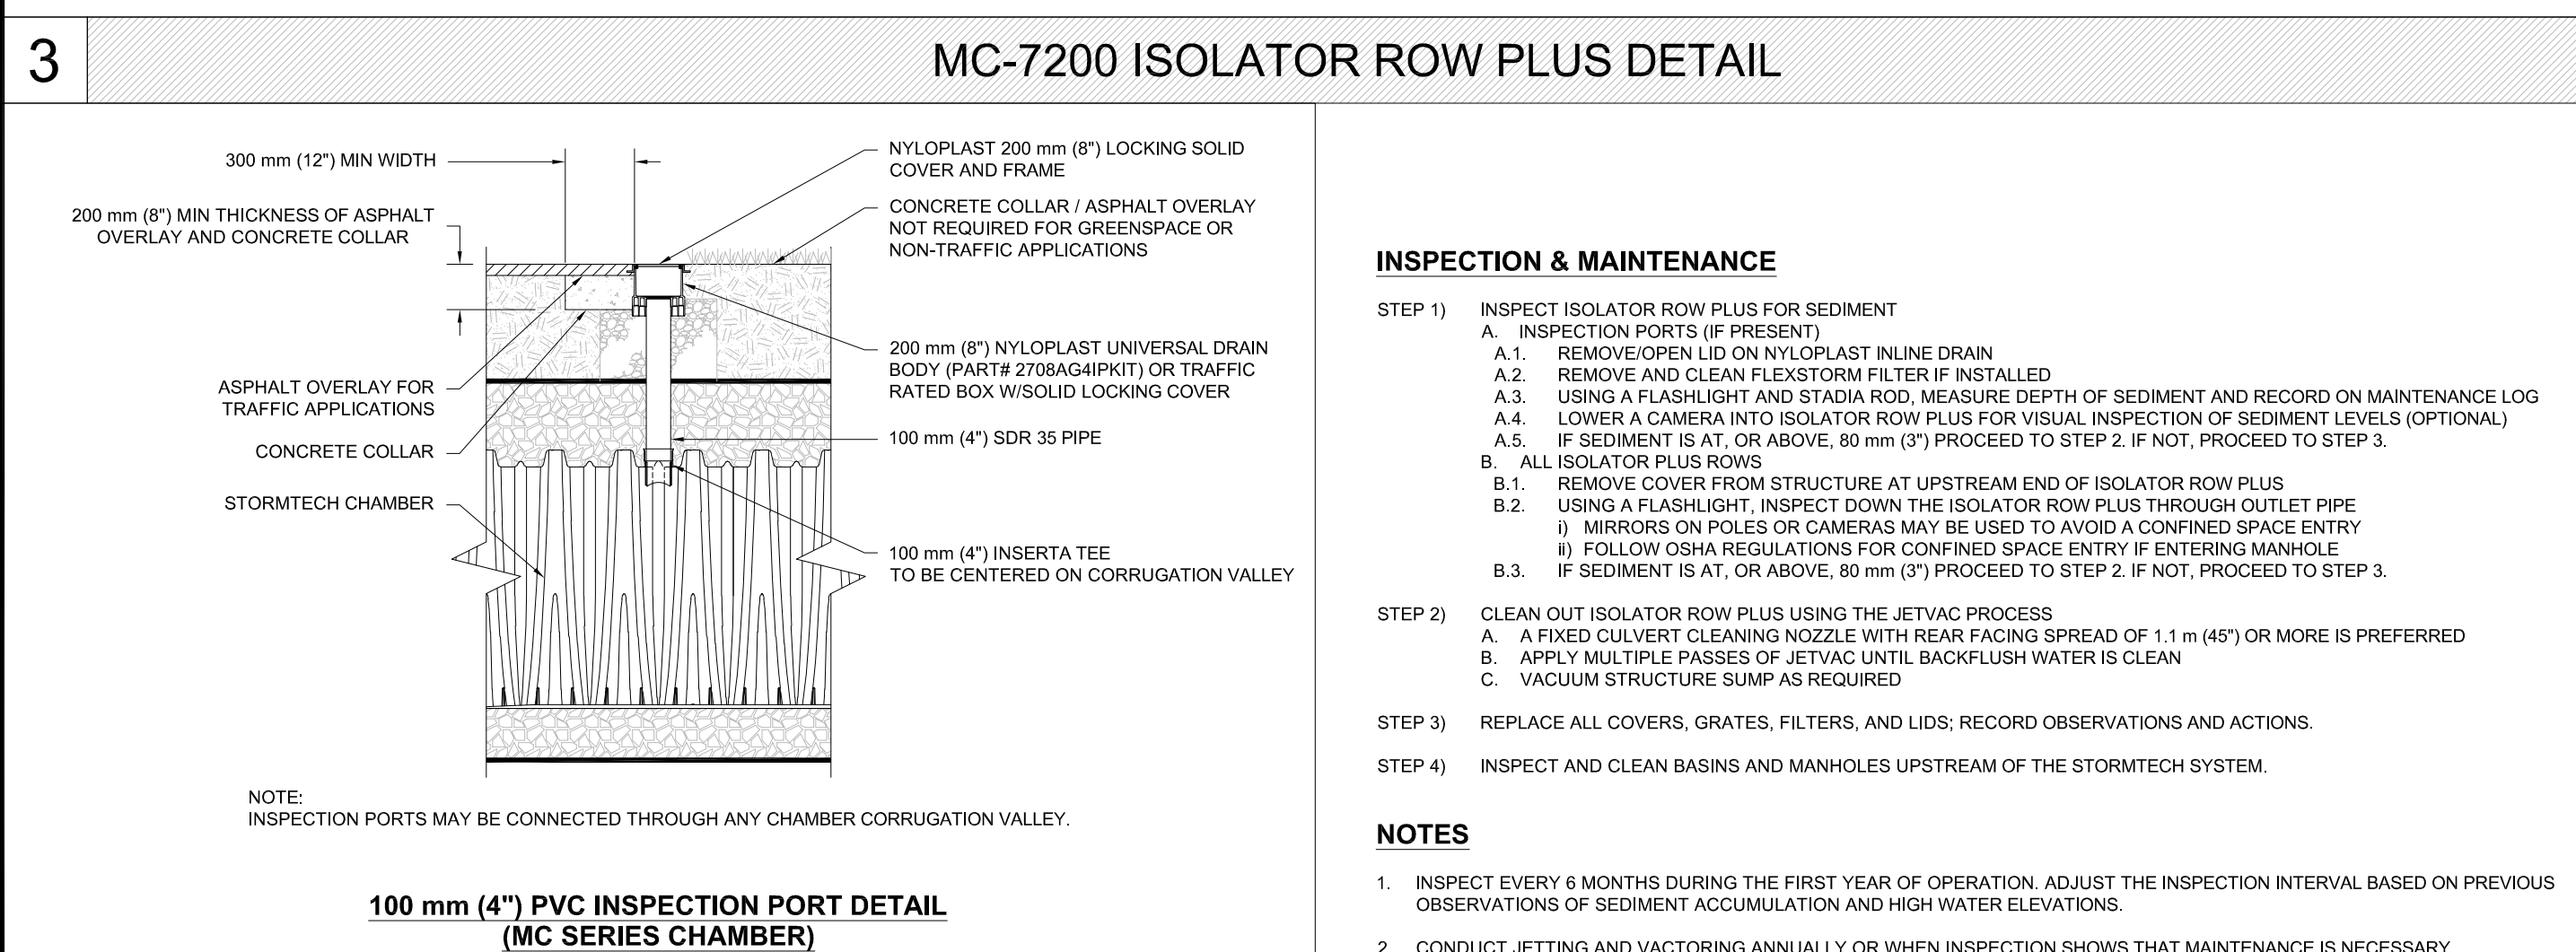 3
MC-7200 ISOLATOR ROW PLUS DETAIL
300 mm (12") MIN WIDTH
200 mm (8") MIN THICKNESS OF ASPHALT
OVERLAY AND CONCRETE COLLAR
ASPHALT OVERLAY FOR
TRAFFIC APPLICATIONS
CONCRETE COLLAR
STORMTECH CHAMBER
NYLOPLAST 200 mm (8") LOCKING SOLID
COVER AND FRAME
CONCRETE COLLAR / ASPHALT OVERLAY
NOT REQUIRED FOR GREENSPACE OR
NON-TRAFFIC APPLICATIONS
200 mm (8") NYLOPLAST UNIVERSAL DRAIN
BODY (PART# 2708AG4IPKIT) OR TRAFFIC
RATED BOX W/SOLID LOCKING COVER
100 mm (4") SDR 35 PIPE
100 mm (4") INSERTA TEE
TO BE CENTERED ON CORRUGATION VALLEY
NOTE:
INSPECTION PORTS MAY BE CONNECTED THROUGH ANY CHAMBER CORRUGATION VALLEY.
100 mm (4") PVC INSPECTION PORT DETAIL
(MC SERIES CHAMBER)
INSPECTION & MAINTENANCE
STEP 1) INSPECT ISOLATOR ROW PLUS FOR SEDIMENT
A. INSPECTION PORTS (IF PRESENT)
A.1. REMOVE/OPEN LID ON NYLOPLAST INLINE DRAIN
A.2. REMOVE AND CLEAN FLEXSTORM FILTER IF INSTALLED
A.3. USING A FLASHLIGHT AND STADIA ROD, MEASURE DEPTH OF SEDIMENT AND RECORD ON MAINTENANCE LOG
A.4. LOWER A CAMERA INTO ISOLATOR ROW PLUS FOR VISUAL INSPECTION OF SEDIMENT LEVELS (OPTIONAL)
A.5. IF SEDIMENT IS AT, OR ABOVE, 80 mm (3") PROCEED TO STEP 2. IF NOT, PROCEED TO STEP 3.
B. ALL ISOLATOR PLUS ROWS
B.1. REMOVE COVER FROM STRUCTURE AT UPSTREAM END OF ISOLATOR ROW PLUS
B.2. USING A FLASHLIGHT, INSPECT DOWN THE ISOLATOR ROW PLUS THROUGH OUTLET PIPE
i) MIRRORS ON POLES OR CAMERAS MAY BE USED TO AVOID A CONFINED SPACE ENTRY
ii) FOLLOW OSHA REGULATIONS FOR CONFINED SPACE ENTRY IF ENTERING MANHOLE
B.3. IF SEDIMENT IS AT, OR ABOVE, 80 mm (3") PROCEED TO STEP 2. IF NOT, PROCEED TO STEP 3.
STEP 2) CLEAN OUT ISOLATOR ROW PLUS USING THE JETVAC PROCESS
A. A FIXED CULVERT CLEANING NOZZLE WITH REAR FACING SPREAD OF 1.1 m (45") OR MORE IS PREFERRED
B. APPLY MULTIPLE PASSES OF JETVAC UNTIL BACKFLUSH WATER IS CLEAN
C. VACUUM STRUCTURE SUMP AS REQUIRED
STEP 3) REPLACE ALL COVERS, GRATES, FILTERS, AND LIDS; RECORD OBSERVATIONS AND ACTIONS.
STEP 4) INSPECT AND CLEAN BASINS AND MANHOLES UPSTREAM OF THE STORMTECH SYSTEM.
NOTES
1. INSPECT EVERY 6 MONTHS DURING THE FIRST YEAR OF OPERATION. ADJUST THE INSPECTION INTERVAL BASED ON PREVIOUS
OBSERVATIONS OF SEDIMENT ACCUMULATION AND HIGH WATER ELEVATIONS.
2. CONDUCT JETTING AND VACTORING ANNUALLY OR WHEN INSPECTION SHOWS THAT MAINTENANCE IS NECESSARY